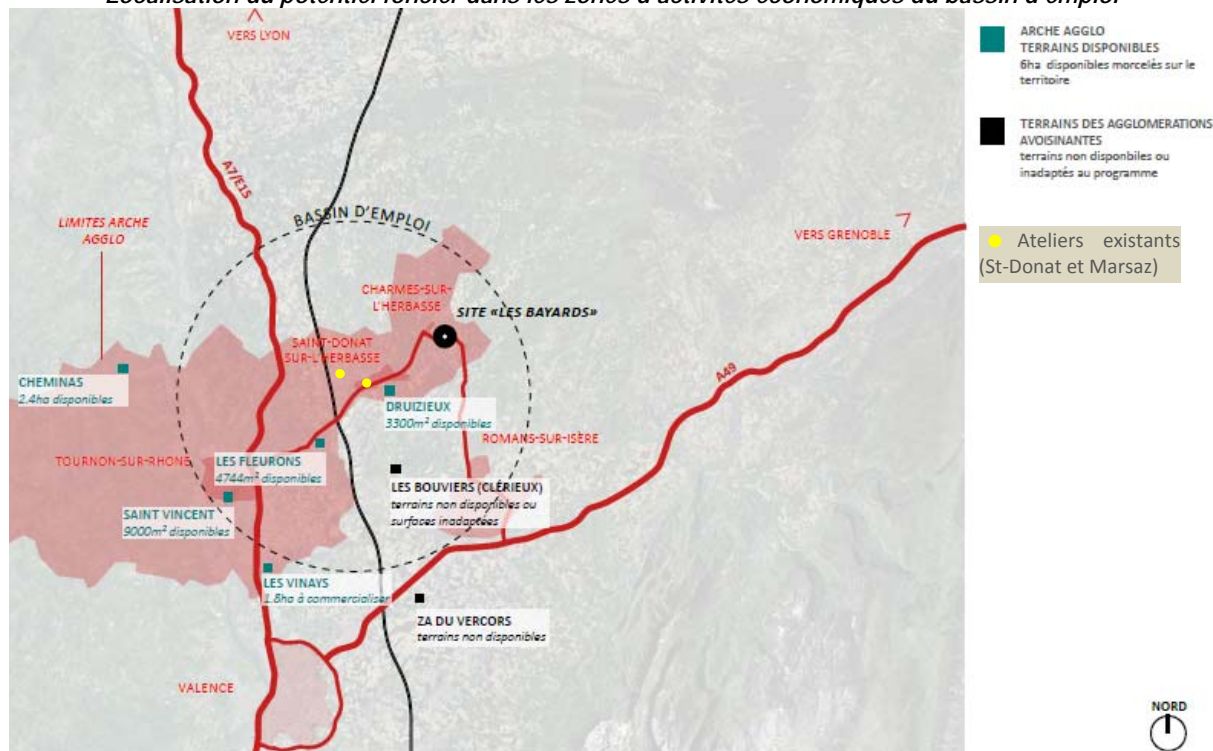 Localisation du potentiel foncier dans les zones d'activités économiques du bassin d'emploi
VERS LYON
A7/E15
BASSIN D'EMPLOI
LIMITES ARCHE
AGGLO
VERS GRENOBLE
CHARMES-SUR-
L'HERBASSE
SITE «LES BAYARDS»
SAINT-DONAT
SUR-L'HERBASSE
A49
CHEMINAS
2.4ha disponibles
DRUIZIEUX
3300m² disponibles
ROMANS-SUR-ISÈRE
TOURNON-SUR-RHONE
LES FLEURONS
4744m² disponibles
LES BOUVIERS (CLÉRIEUX)
terrains non disponibles ou
surfaces inadaptées
SAINT VINCENT
9000m² disponibles
LES VINAYS
1.8ha à commercialiser
ZA DU VERCORS
terrains non disponibles
VALENCE
ARCHE AGGLO
TERRAINS DISPONIBLES
6ha disponibles morcelés sur le
territoire
TERRAINS DES AGGLOMERATIONS
AVOISINANTES
terrains non disponbiles ou
inadaptés au programme
Ateliers existants
(St-Donat et Marsaz)
NORD